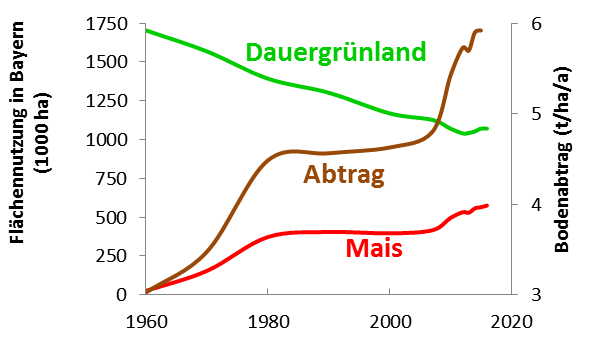 Flächennutzung in Bayern
(1000 ha)
1750
1500
1250
1000
750
500
250
0
Dauergrünland
Abtrag
Mais
6
5
4
3
Bodenabtrag (t/ha/a)
1960
1980
2000
2020